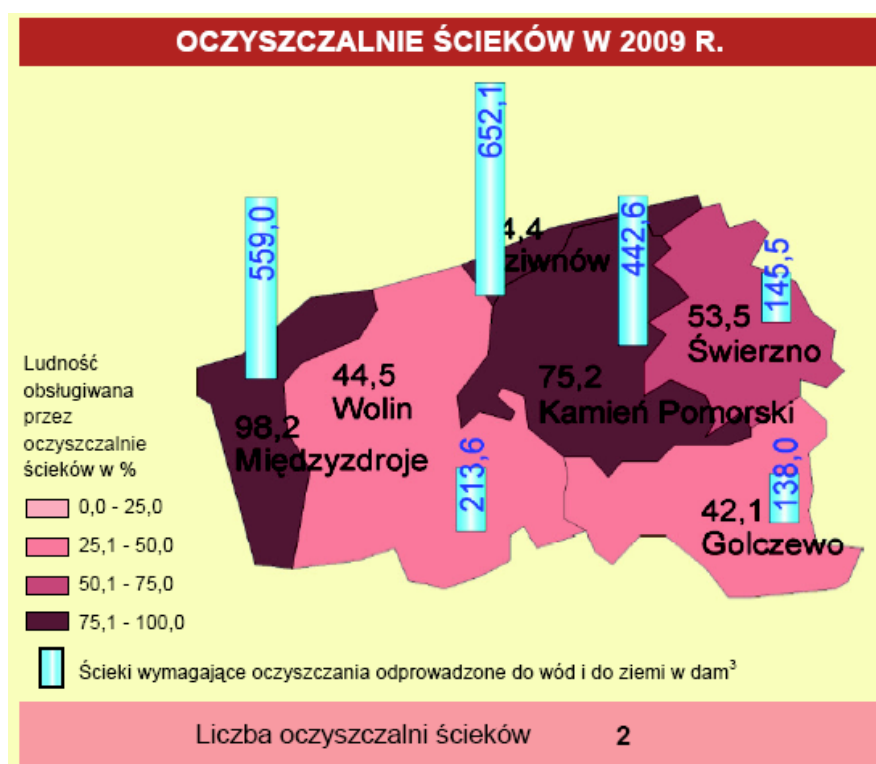 OCZYSZCZALNIE ŚCIEKÓW W 2009 R.
652,1
559,0
4,4
ziwnów
442,6
145,5
53,5
Świerzno
44,5
Wolin
75,2
Kamień Pomorski
98,2
Międzyzdroje
213,6
138,0
42,1
Golczewo
Ludność
obsługiwana
przez
oczyszczalnie
ścieków w %
0,0 - 25,0
25,1 - 50,0
50,1 - 75,0
75,1 - 100,0
Ścieki wymagające oczyszczania odprowadzone do wód i do ziemi w dam³
Liczba oczyszczalni ścieków 2